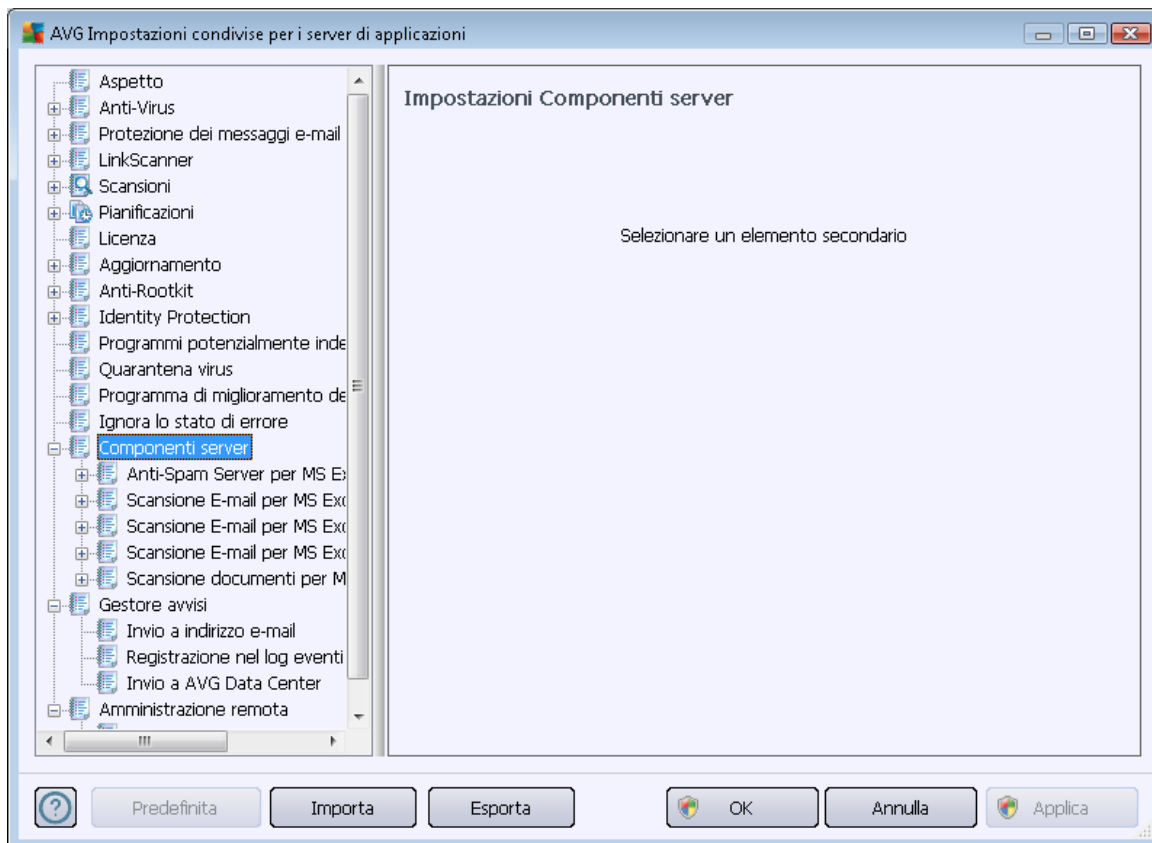 AVG Impostazioni condivise per i server di applicazioni
Aspetto
Anti-Virus
Protezione dei messaggi e-mail
LinkScanner
Scansioni
Pianificazioni
Licenza
Aggiornamento
Anti-Rootkit
Identity Protection
Programmi potenzialmente inde
Quarantena virus
Programma di miglioramento de
Ignora lo stato di errore
Componenti server
Anti-Spam Server per MS Ex
Scansione E-mail per MS Exc
Scansione E-mail per MS Exc
Scansione E-mail per MS Exc
Scansione documenti per M
Gestore avvisi
Invio a indirizzo e-mail
Registrazione nel log eventi
Invio a AVG Data Center
Amministrazione remota
Impostazioni Componenti server
Selezionare un elemento secondario
Predefinita
Importa
Esporta
OK
Annulla
Applica